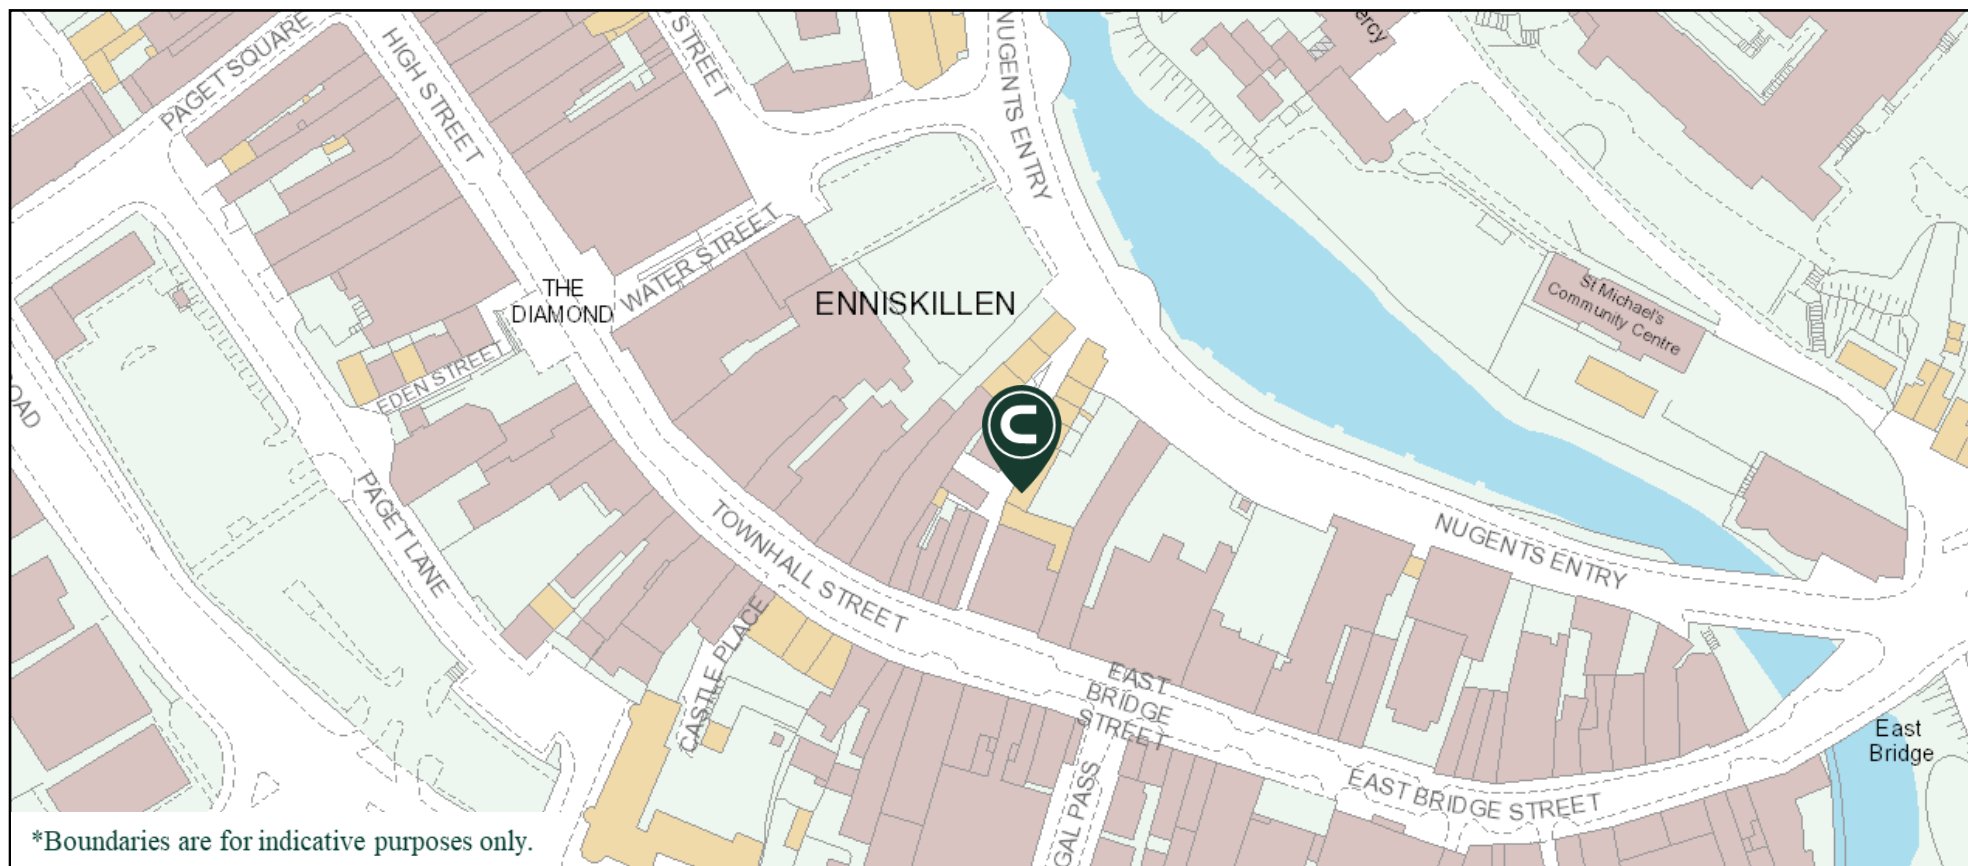 PAGET SQUARE
HIGH STREET
STREET
NUGENTS ENTRY
WATER STREET
THE
DIAMOND
ENNISKILLEN
St Michael's
Community Centre
EDEN STREET
PAGET LANE
TOWNHALL STREET
NUGENTS ENTRY
CASTLE PLACE
EAST
BRIDGE
STREET
East
Bridge
EAST BRIDGE STREET
PASS
*Boundaries are for indicative purposes only.